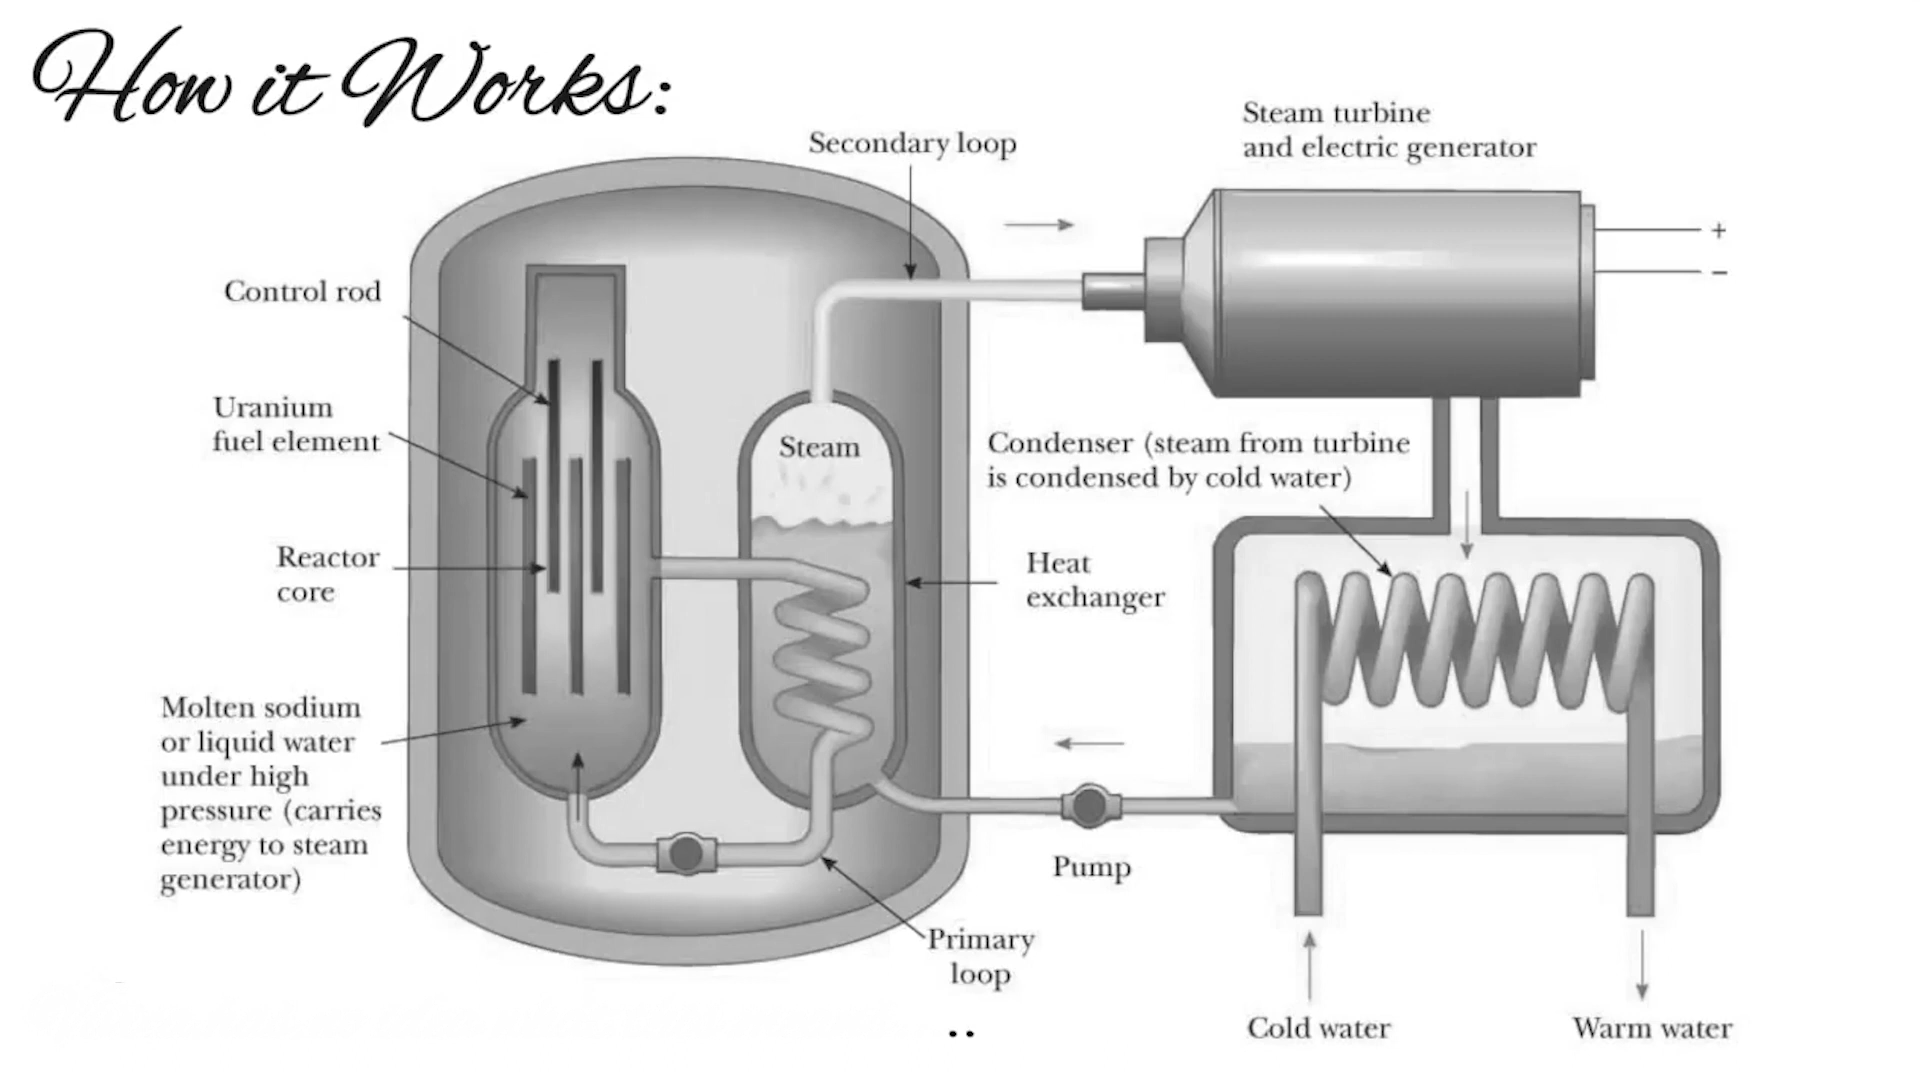 How it Works:
Steam turbine
and electric generator
Secondary loop
+
−
Control rod
Uranium
fuel element
Steam
Condenser (steam from turbine
is condensed by cold water)
Reactor
core
Heat
exchanger
Molten sodium
or liquid water
under high
pressure (carries
energy to steam
generator)
Pump
Primary
loop
..
Cold water
Warm water